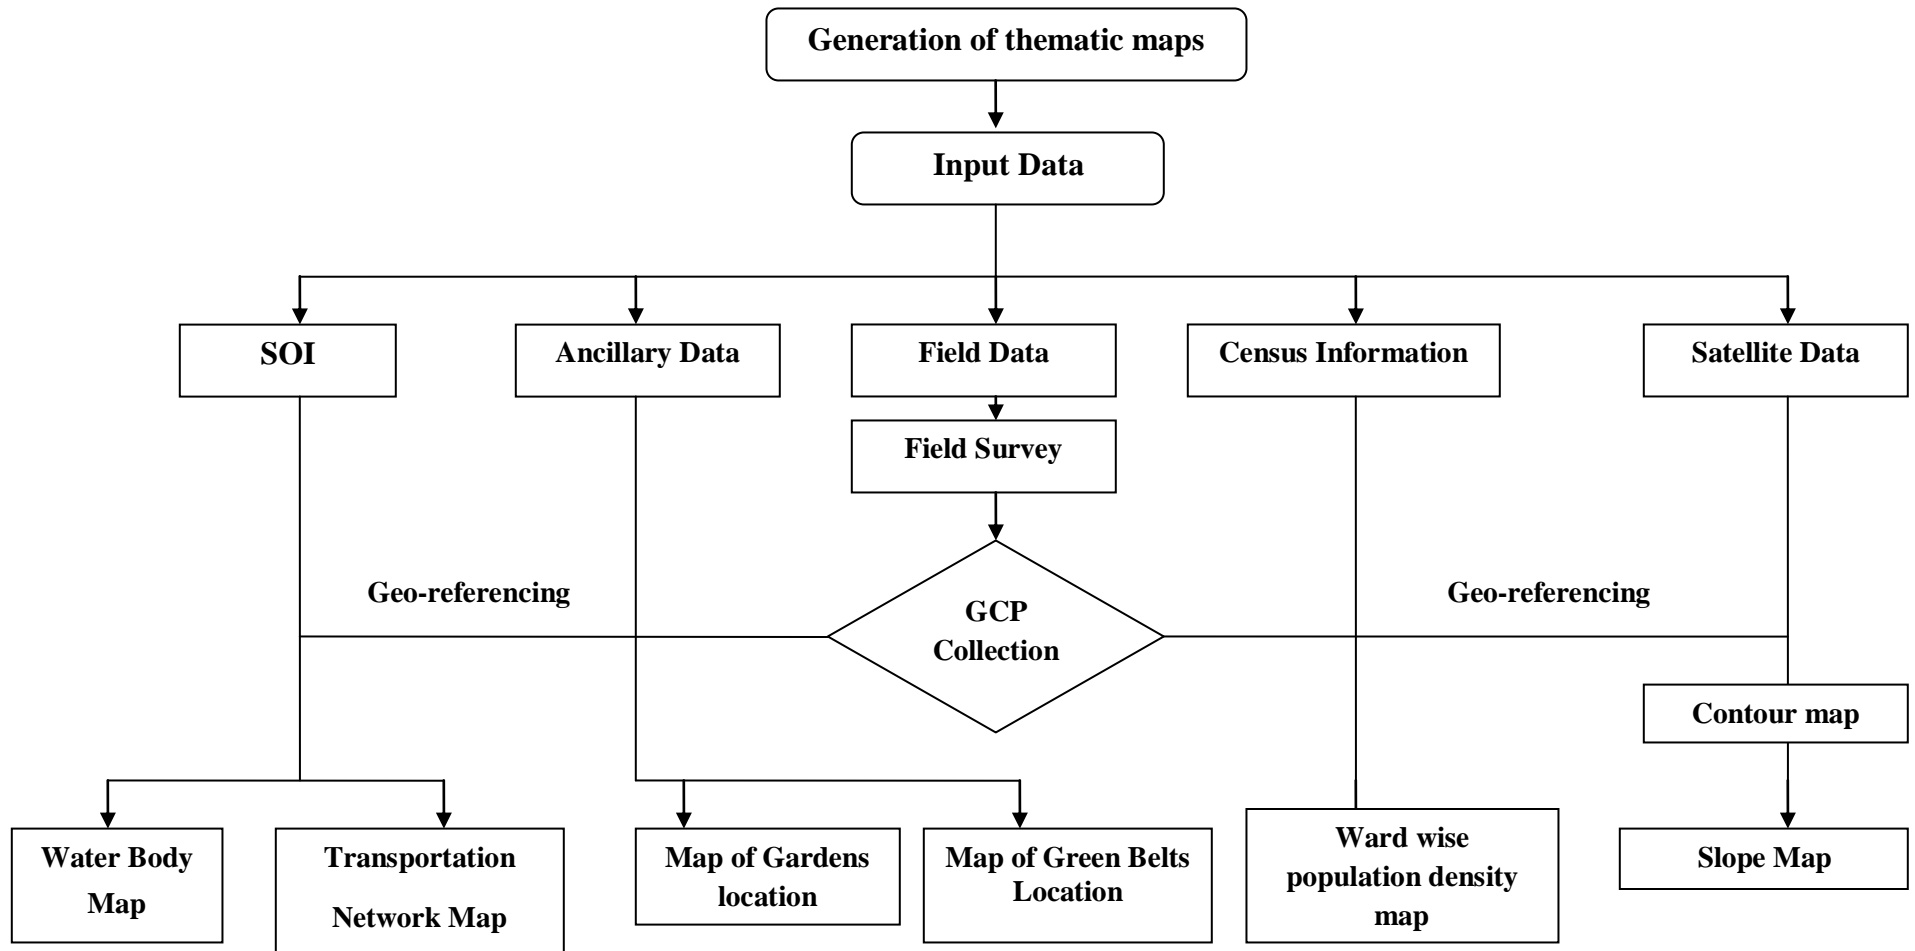 Generation of thematic maps
Input Data
SOI
Ancillary Data
Field Data
Census Information
Satellite Data
Field Survey
Geo-referencing
GCP
Collection
Geo-referencing
Contour map
Water Body
Map
Transportation
Network Map
Map of Gardens
location
Map of Green Belts
Location
Ward wise
population density
map
Slope Map